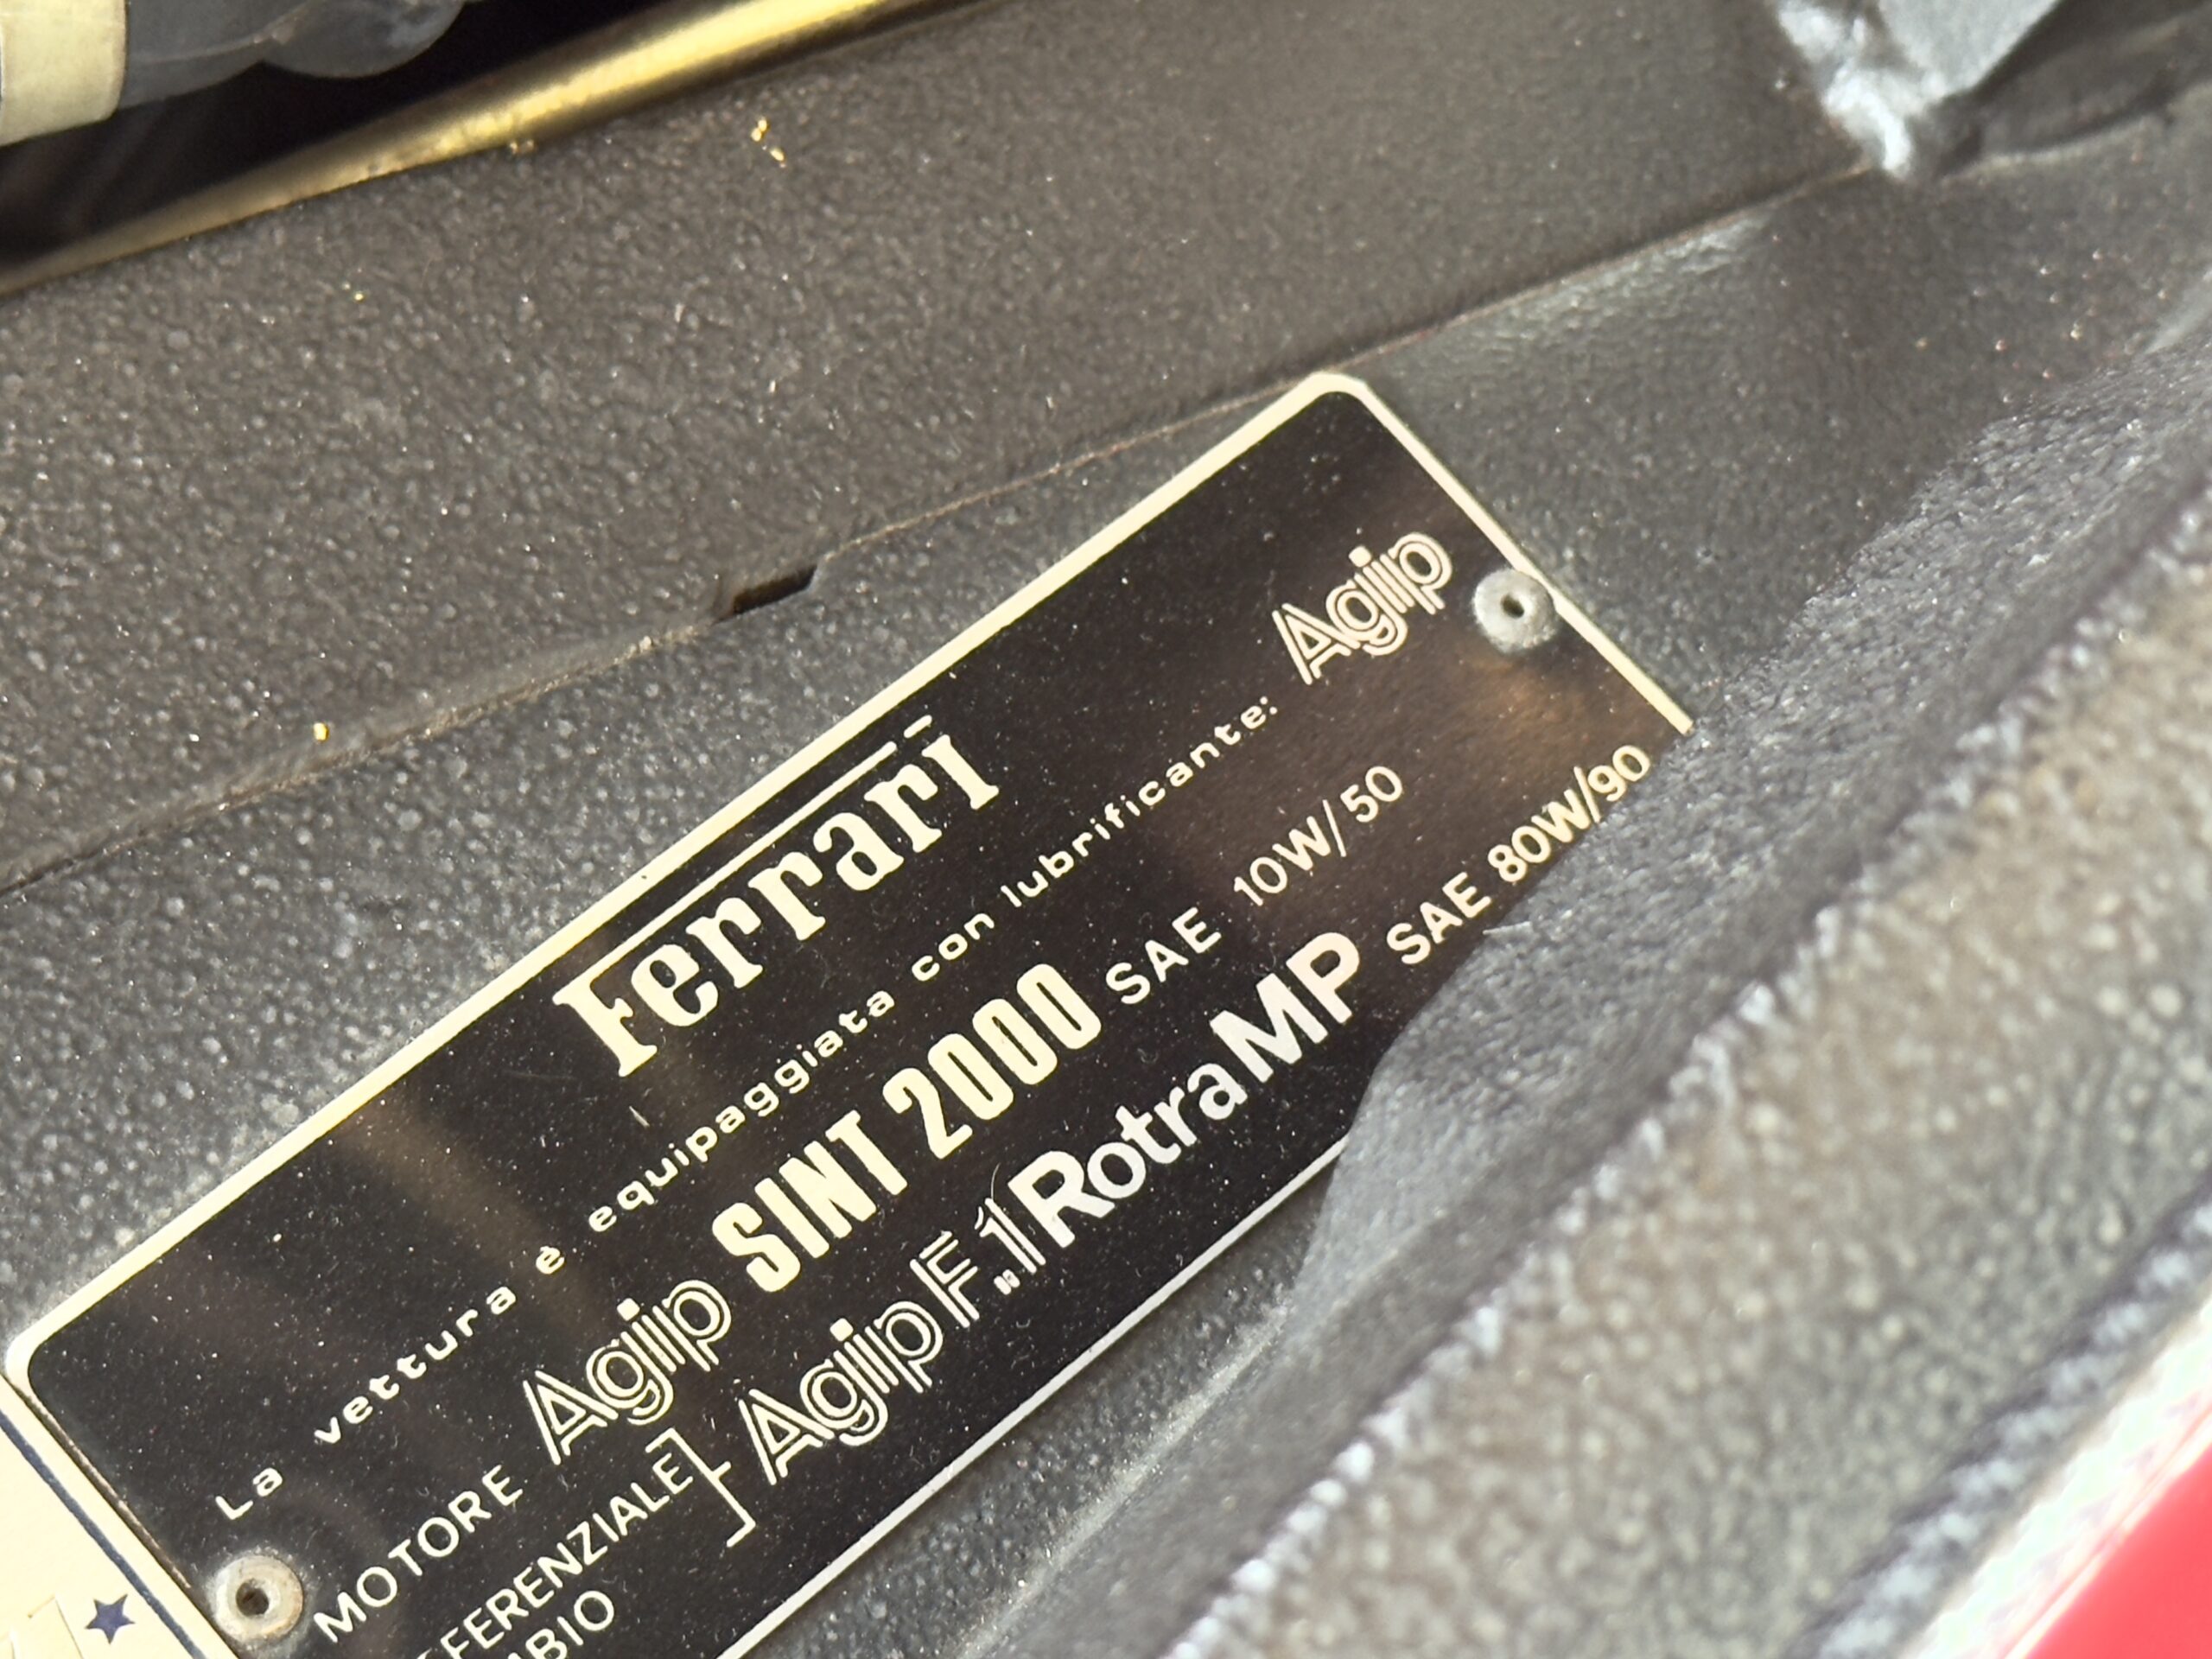 Ferrari
La vettura è equipaggiata con lubrificante: Agip
MOTORE Agip SINT 2000 SAE 10W/50
Agip F.1 Rotra MP SAE 80W/90